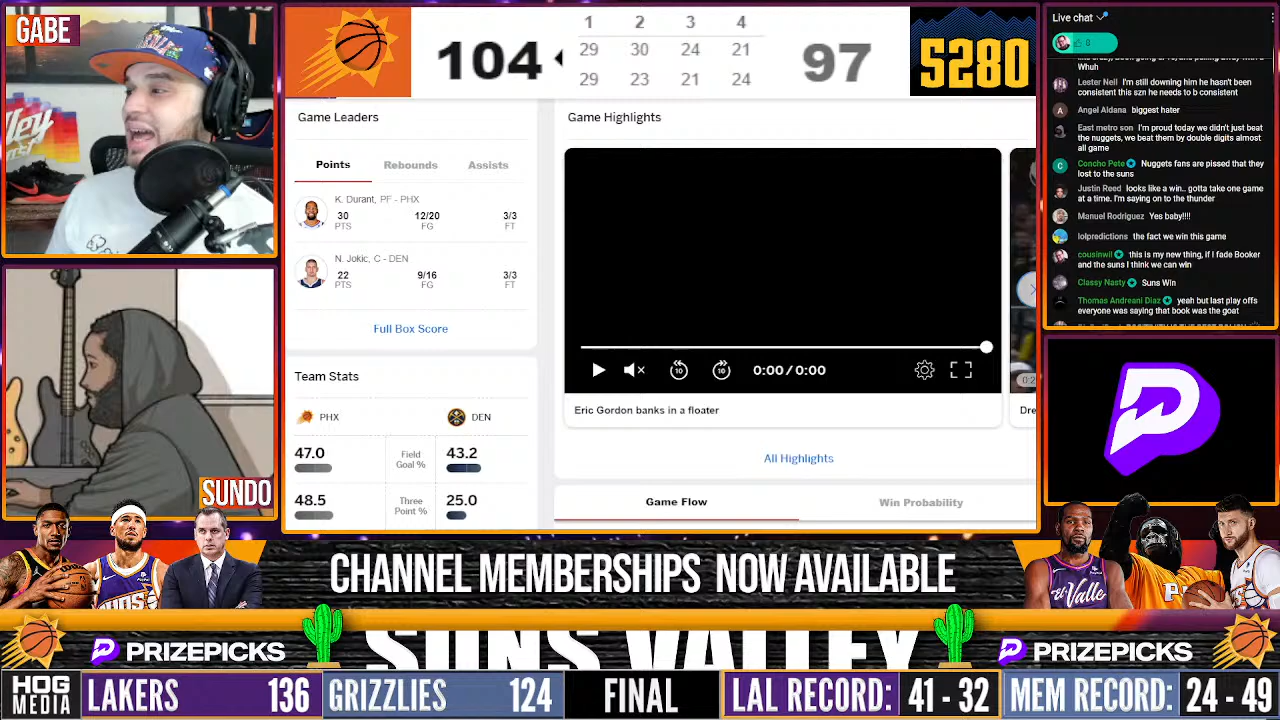 GABE
104
1 2 3 4
29 30 24 21
29 23 21 24
97
5280
Game Leaders
Points Rebounds Assists
K. Durant, PF - PHX
30 12/20 3/3
PTS FG FT
N. Jokic, C - DEN
22 9/16 3/3
PTS FG FT
Full Box Score
Team Stats
PHX DEN
47.0 Field Goal % 43.2
48.5 Three Point % 25.0
Game Highlights
10 10 0:00 / 0:00
Eric Gordon banks in a floater
Dre
All Highlights
Game Flow Win Probability
Live chat
0
Whuh
Lester Neil I'm still downing him he hasn't been
consistent this szn he needs to b consistent
Angel Aldana biggest hater
East metro son I'm proud today we didn't just beat
the nuggets, we beat them by double digits almost
all game
Concho Pete Nuggets fans are pissed that they
lost to the suns
Justin Reed looks like a win.. gotta take one game
at a time. I'm saying on to the thunder
Manuel Rodriguez Yes baby!!!!
lolpredictions the fact we win this game
cousinwil this is my new thing, if I fade Booker
and the suns I think we can win
Classy Nasty Suns Win
Thomas Andreani Diaz yeah but last play offs
everyone was saying that book was the goat
SUNDO
CHANNEL MEMBERSHIPS NOW AVAILABLE
PRIZEPICKS
SUNS VALLEY
PRIZEPICKS
HOG
MEDIA
LAKERS 136 GRIZZLIES 124 FINAL LAL RECORD: 41 - 32 MEM RECORD: 24 - 49